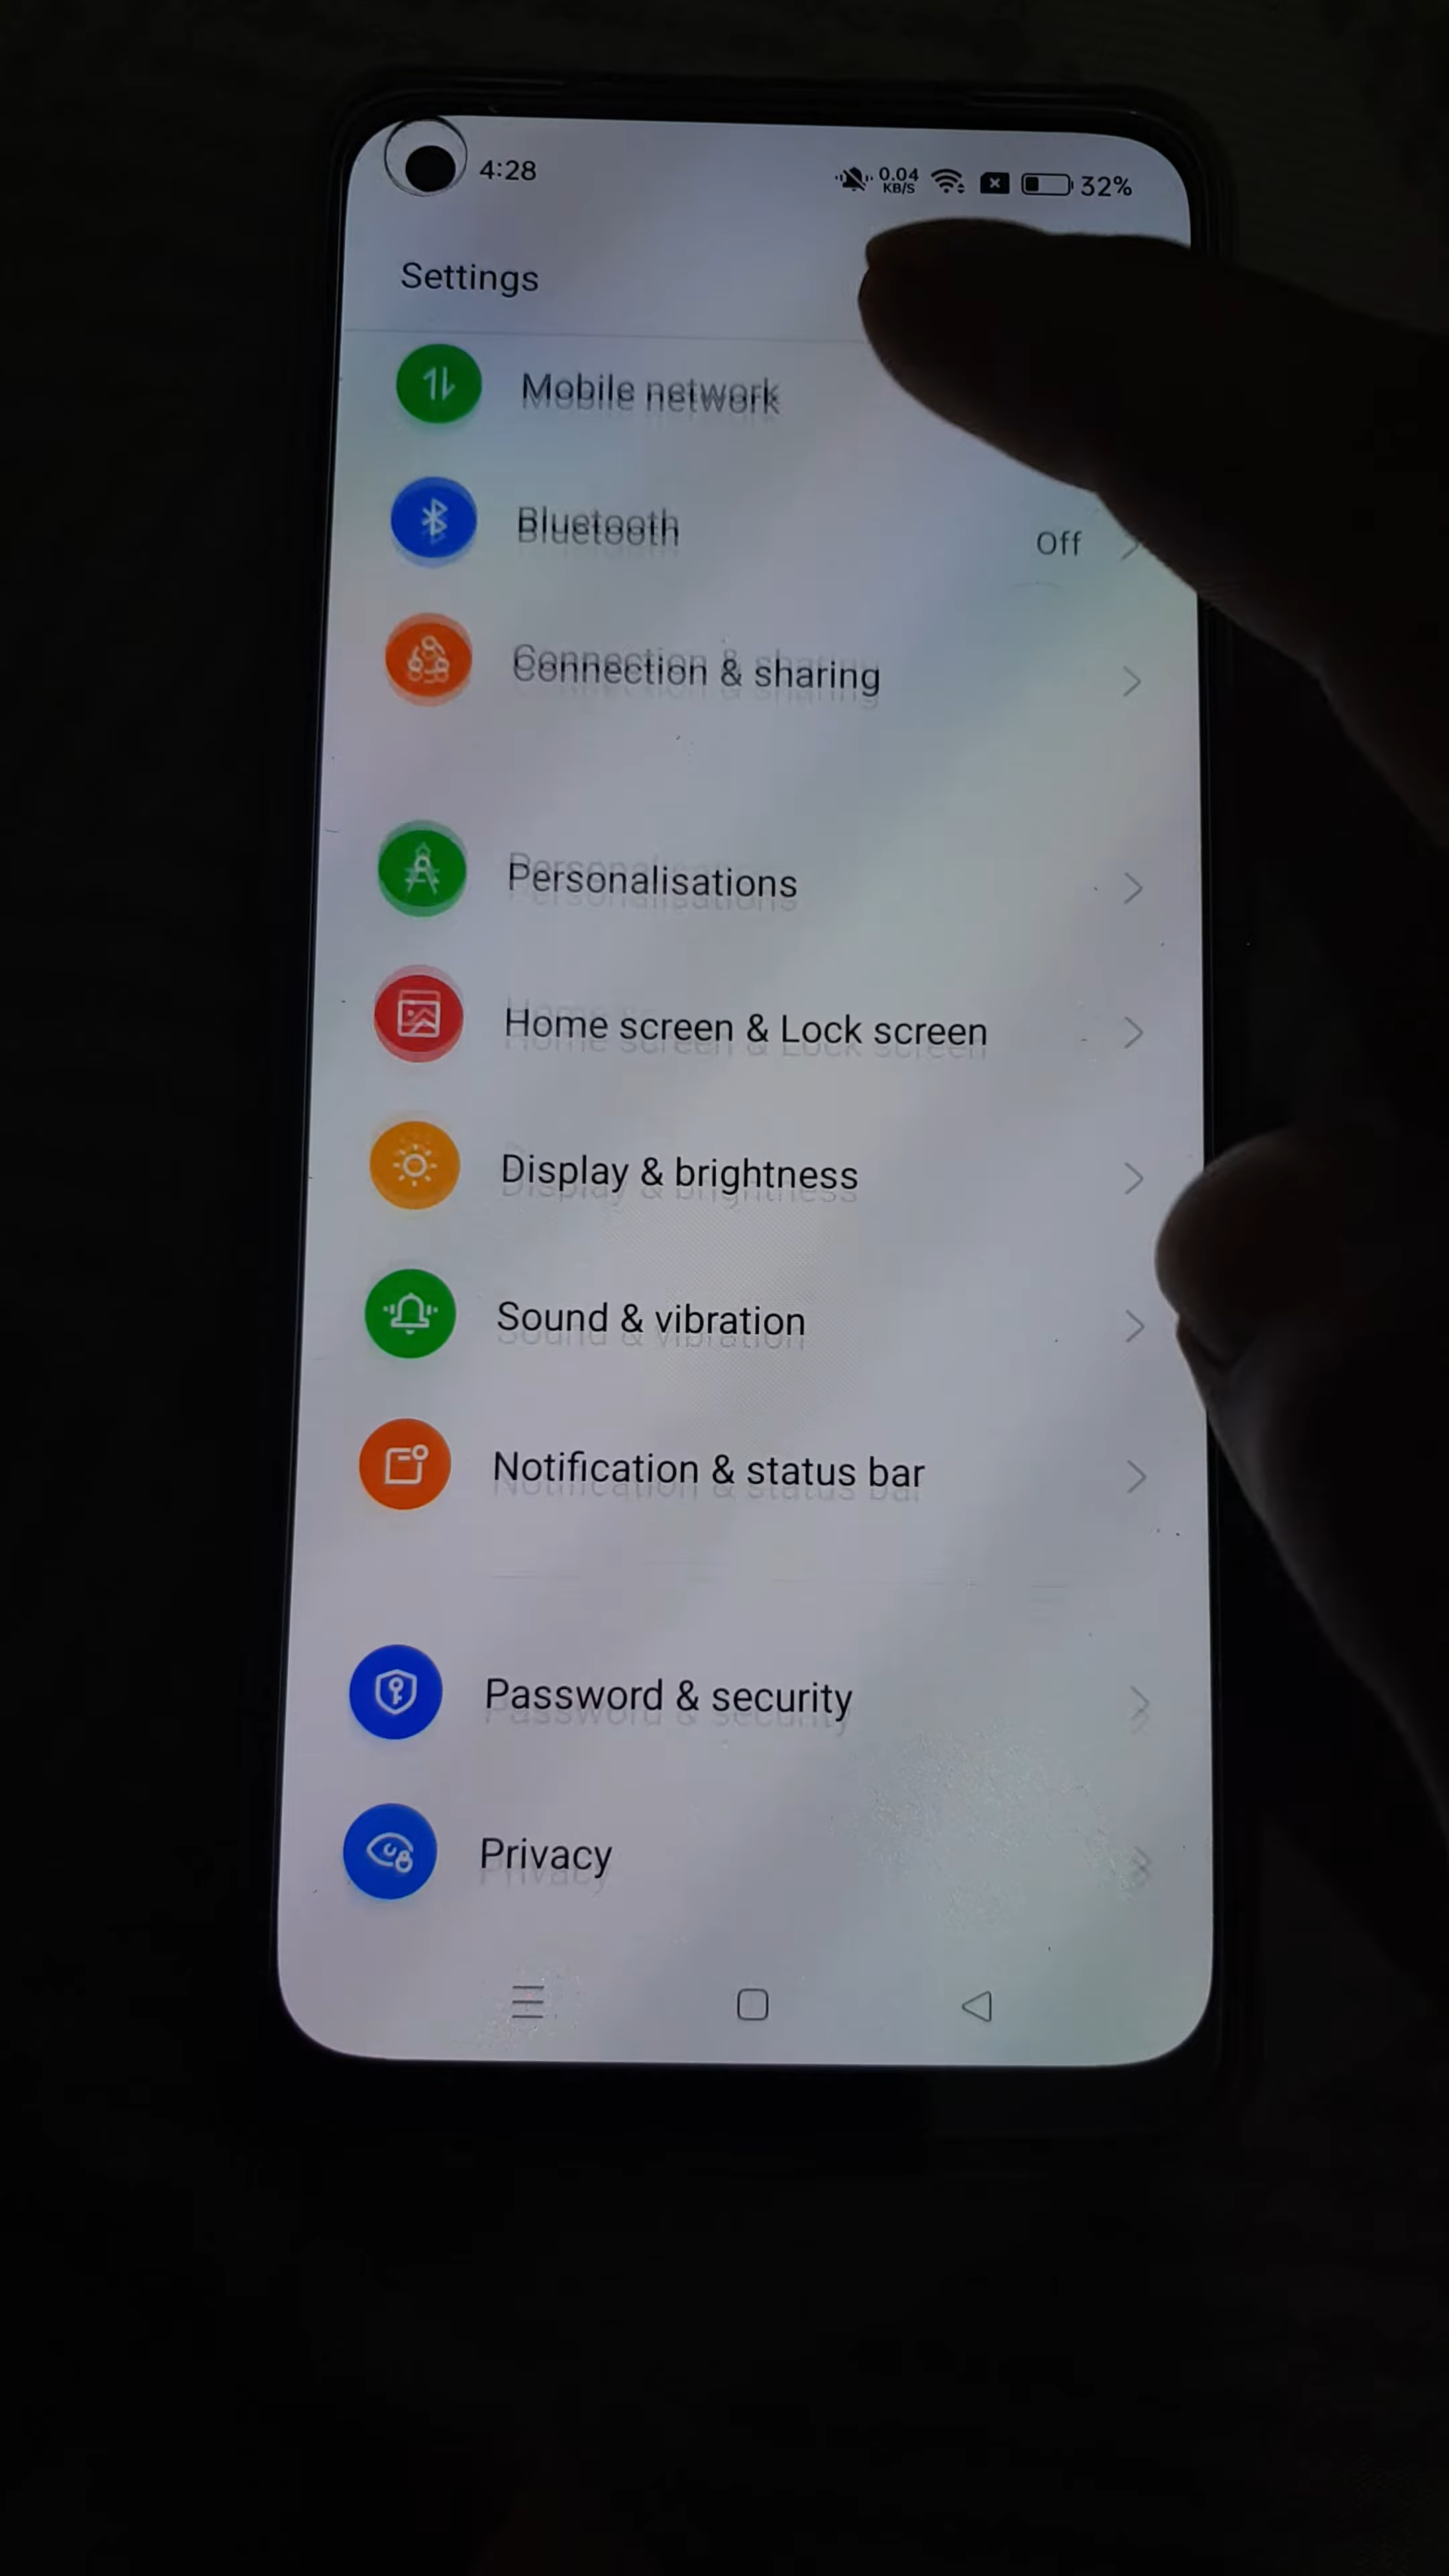 4:28
0.04
KB/S
32%
Settings
Mobile network
Bluetooth
Off
Connection & sharing
Personalisations
Home screen & Lock screen
Display & brightness
Sound & vibration
Notification & status bar
Password & security
Privacy